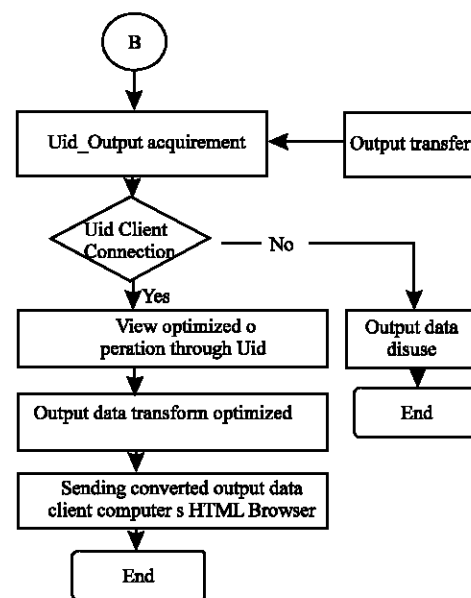 B
Uid_Output acquirement
Output transfer
Uid Client
Connection
No
Yes
View optimized o
peration through Uid
Output data
disuse
Output data transform optimized
End
Sending converted output data
client computer s HTML Browser
End